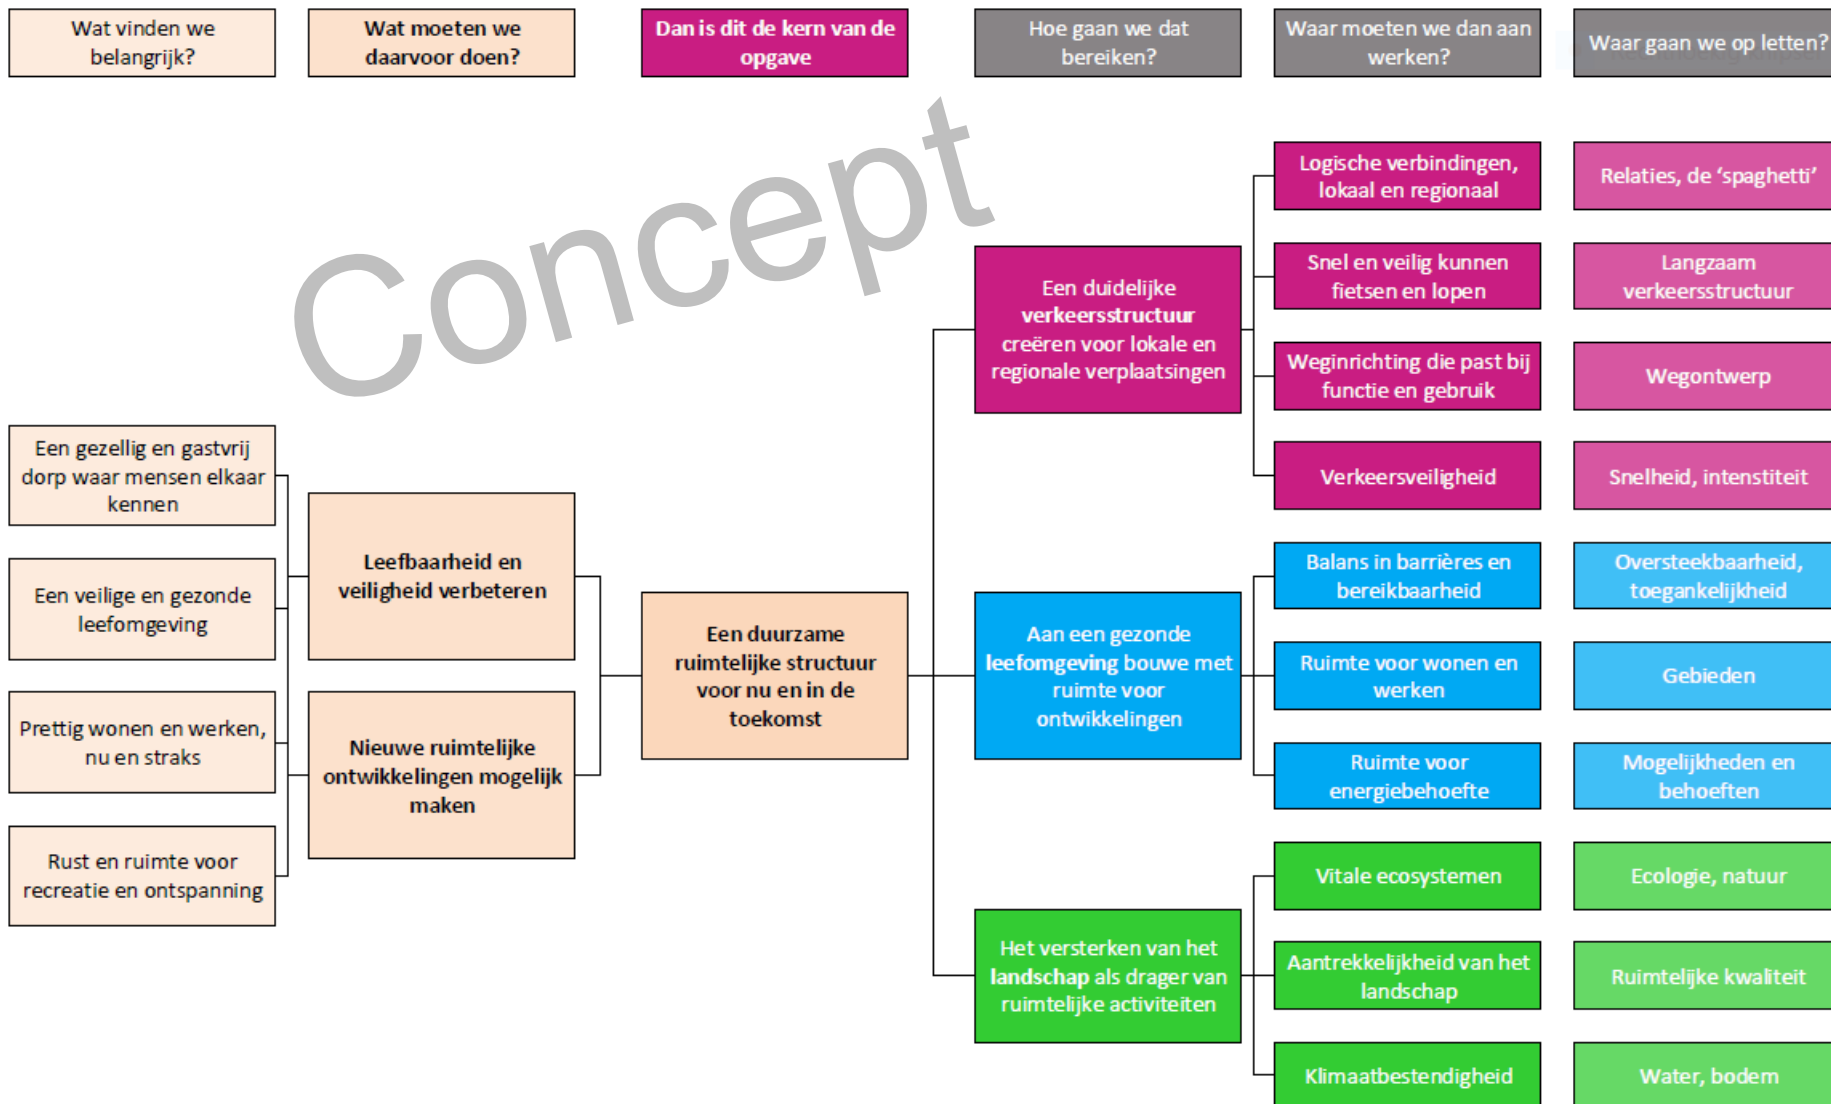 Wat vinden we
belangrijk?
Wat moeten we
daarvoor doen?
Dan is dit de kern van de
opgave
Hoe gaan we dat
bereiken?
Waar moeten we dan aan
werken?
Waar gaan we op letten?
Concept
Een gezellig en gastvrij
dorp waar mensen elkaar
kennen
Een veilige en gezonde
leefomgeving
Prettig wonen en werken,
nu en straks
Rust en ruimte voor
recreatie en ontspanning
Leefbaarheid en
veiligheid verbeteren
Nieuwe ruimtelijke
ontwikkelingen mogelijk
maken
Een duurzame
ruimtelijke structuur
voor nu en in de
toekomst
Een duidelijke
verkeersstructuur
creëren voor lokale en
regionale verplaatsingen
Aan een gezonde
leefomgeving bouwe met
ruimte voor
ontwikkelingen
Het versterken van het
landschap als drager van
ruimtelijke activiteiten
Logische verbindingen,
lokaal en regionaal
Snel en veilig kunnen
fietsen en lopen
Weginrichting die past bij
functie en gebruik
Verkeersveiligheid
Balans in barrières en
bereikbaarheid
Ruimte voor wonen en
werken
Ruimte voor
energiebehoefte
Vitale ecosystemen
Aantrekkelijkheid van het
landschap
Klimaatbestendigheid
Relaties, de ‘spaghetti’
Langzaam
verkeersstructuur
Wegontwerp
Snelheid, intenstiteit
Oversteekbaarheid,
toegankelijkheid
Gebieden
Mogelijkheden en
behoeften
Ecologie, natuur
Ruimtelijke kwaliteit
Water, bodem